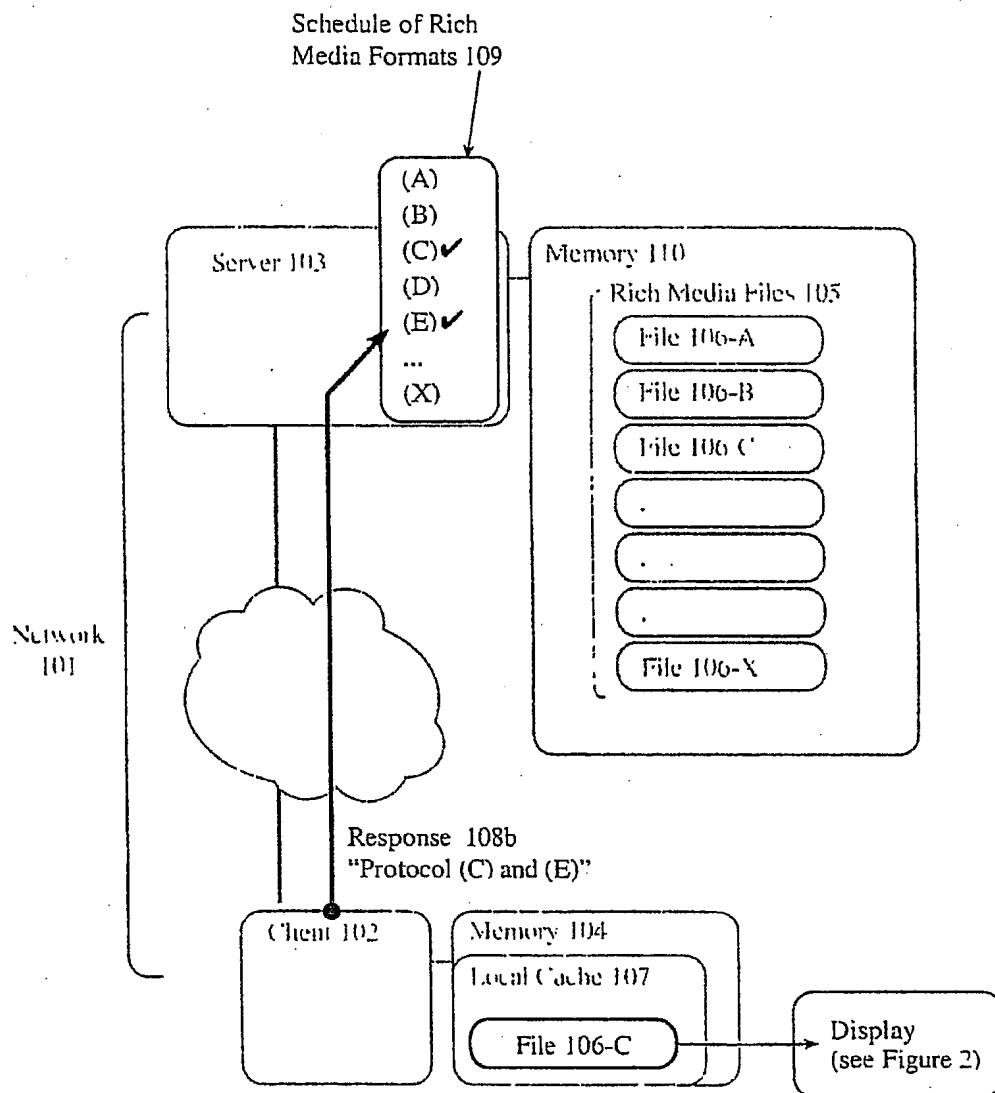 Schedule of Rich
Media Formats 109
(A)
(B)
(C)✔
(D)
(E)✔
...
(X)
Server 103
Memory 110
Rich Media Files 105
File 106-A
File 106-B
File 106-C
.
. .
.
File 106-X
Network
101
Response 108b
"Protocol (C) and (E)"
Client 102
Memory 104
Local Cache 107
File 106-C
Display
(see Figure 2)